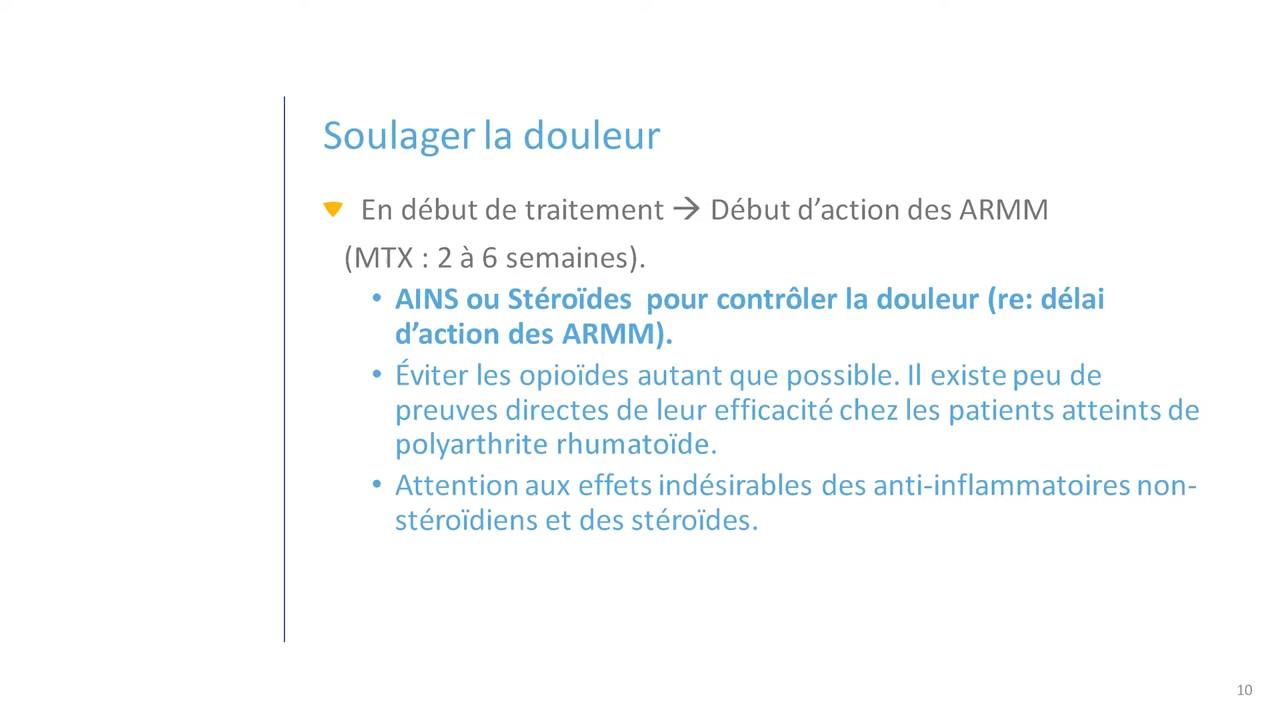 Soulager la douleur
En début de traitement → Début d’action des ARMM
(MTX : 2 à 6 semaines).
• AINS ou Stéroïdes pour contrôler la douleur (re: délai
d’action des ARMM).
• Éviter les opioïdes autant que possible. Il existe peu de
preuves directes de leur efficacité chez les patients atteints de
polyarthrite rhumatoïde.
• Attention aux effets indésirables des anti-inflammatoires non-
stéroïdiens et des stéroïdes.
10